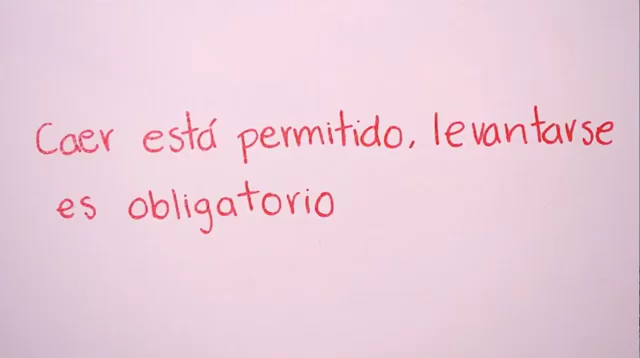 Caer está permitido, levantarse
es obligatorio